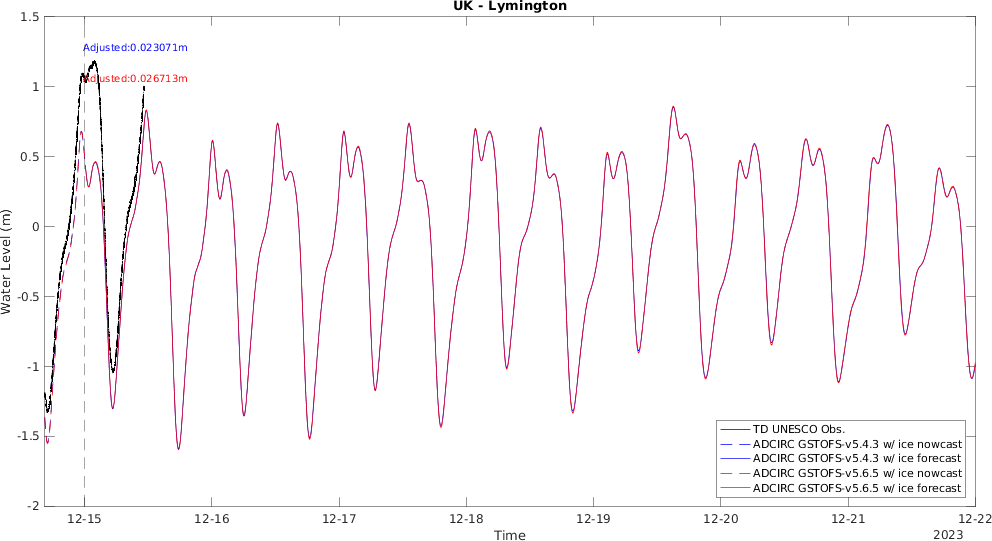 UK - Lymington
Adjusted:0.023071m
Adjusted:0.026713m
1.5
1
0.5
0
-0.5
-1
-1.5
-2
Water Level (m)
12-15
12-16
12-17
12-18
12-19
12-20
12-21
12-22
Time
2023
TD UNESCO Obs.
ADCIRC GSTOFS-v5.4.3 w/ ice nowcast
ADCIRC GSTOFS-v5.4.3 w/ ice forecast
ADCIRC GSTOFS-v5.6.5 w/ ice nowcast
ADCIRC GSTOFS-v5.6.5 w/ ice forecast